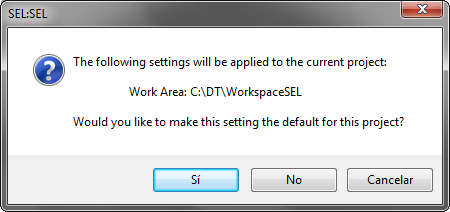 SEL:SEL
The following settings will be applied to the current project:
Work Area: C:\DT\WorkspaceSEL
Would you like to make this setting the default for this project?
Sí
No
Cancelar